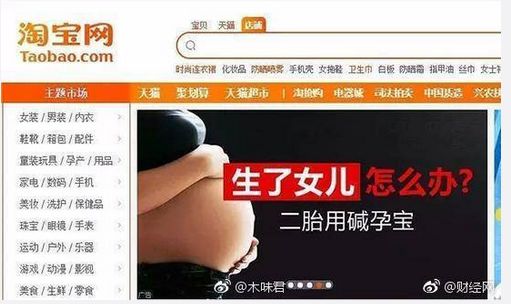 淘宝网
Taobao.com
宝贝 天猫 店铺
时尚连衣裙 化妆品 防晒喷雾 手机壳 女拖鞋 卫生巾 白板 防晒霜 指甲油 丝巾 女士衬
主题市场
天猫 聚划算 天猫超市 | 淘抢购 电器城 司法拍卖 中国质造 兴农扶
女装 / 男装 / 内衣
鞋靴 / 箱包 / 配件
童装玩具 / 孕产 / 用品
家电 / 数码 / 手机
美妆 / 洗护 / 保健品
珠宝 / 眼镜 / 手表
运动 / 户外 / 乐器
游戏 / 动漫 / 影视
美食 / 生鲜 / 零食
生了女儿 怎么办?
二胎用碱孕宝
广告
@木味君
@财经网